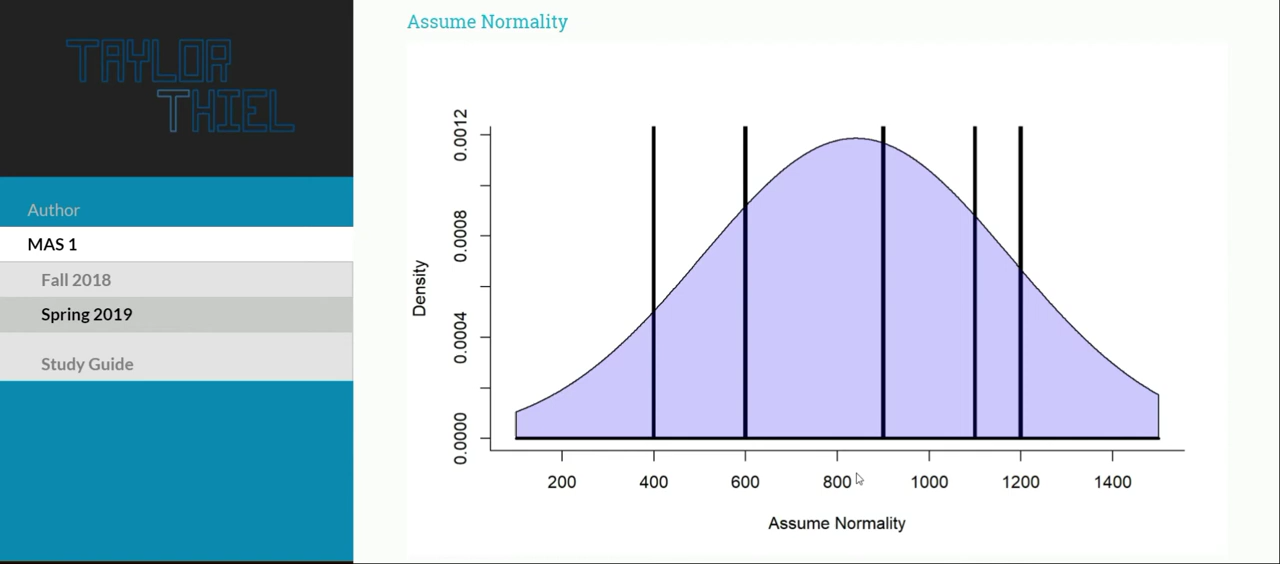 TAYLOR
THIEL
Author
MAS 1
Fall 2018
Spring 2019
Study Guide
Assume Normality
Density
0.0012
0.0008
0.0004
0.0000
200 400 600 800 1000 1200 1400
Assume Normality